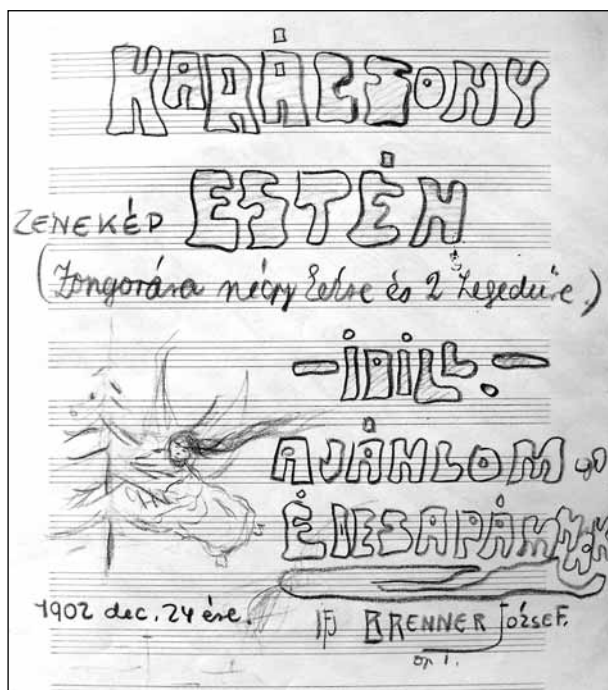 KARÁCSONY
ESTÉN
ZENEKÉP
(Zongorára négy kézre és 2 hegedűre.)
—IDILL.—
AJÁNLOM
ÉDESAPÁMNAK
1902 dec. 24 ére.
ifj BRENNER JÓZSEF.
op 1.